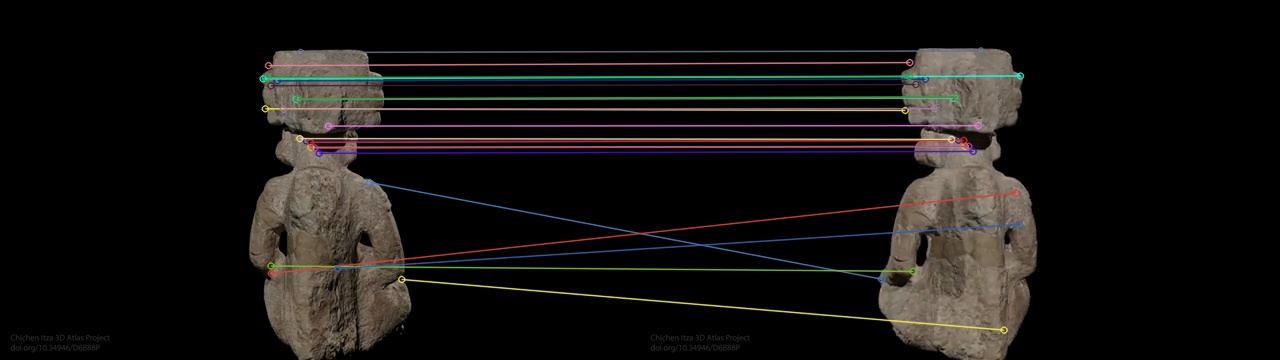 Chichen Itza 3D Atlas Project
doi.org/10.34946/D6B88P
Chichen Itza 3D Atlas Project
doi.org/10.34946/D6B88P